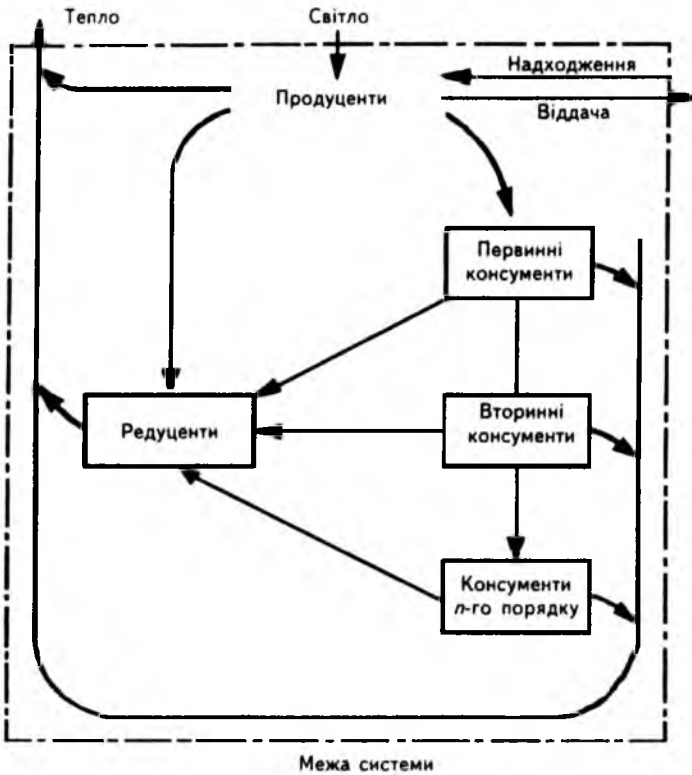 Тепло
Світло
Надходження
Продуценти
Віддача
Первинні
консументи
Редуценти
Вторинні
консументи
Консументи
n-го порядку
Межа системи